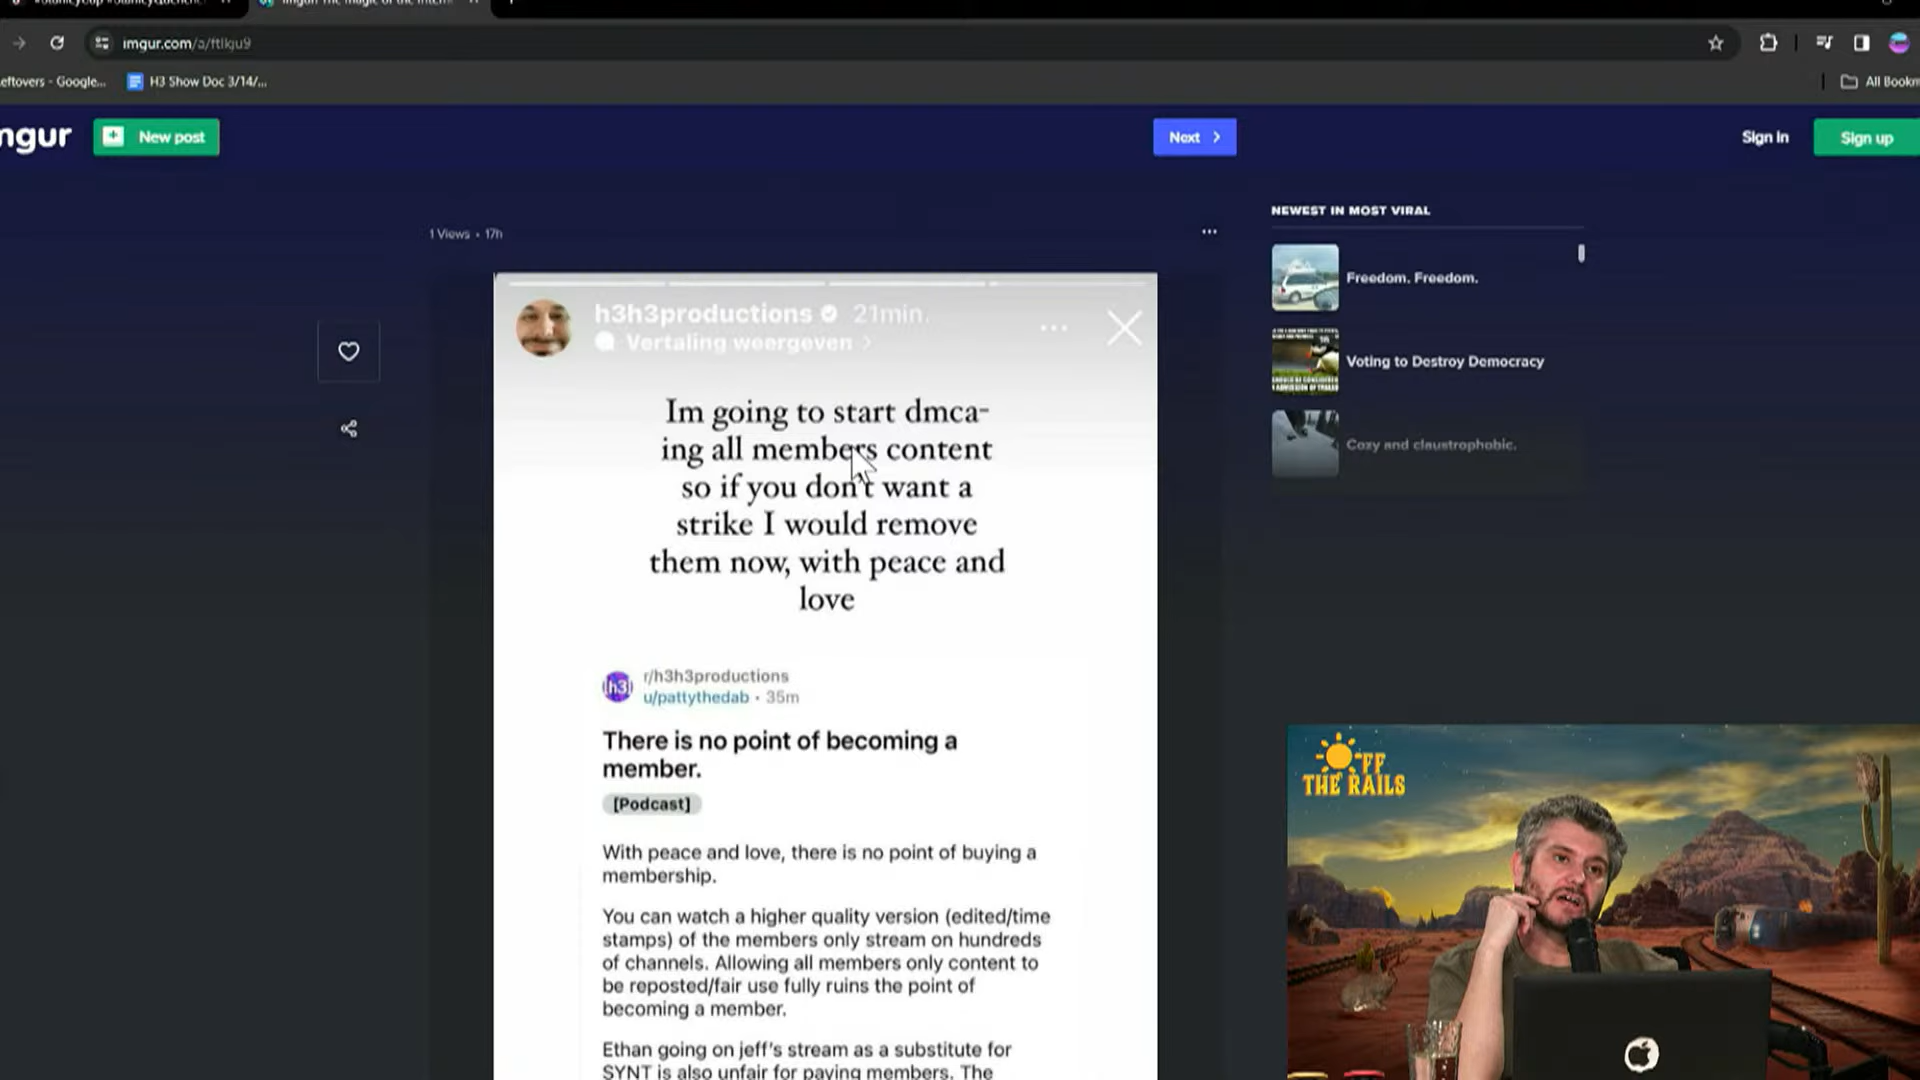 imgur.com/a/ftlkqu9
eftovers - Google...
H3 Show Doc 3/14/...
All Bookm
ngur
New post
Next
Sign in
Sign up
1 Views • 17h
NEWEST IN MOST VIRAL
Freedom. Freedom.
Voting to Destroy Democracy
Cozy and claustrophobic.
h3h3productions 21min.
Vertaling weergeven
Im going to start dmca-
ing all members content
so if you don't want a
strike I would remove
them now, with peace and
love
h3
r/h3h3productions
u/pattythedab • 35m
There is no point of becoming a
member.
[Podcast]
With peace and love, there is no point of buying a
membership.
You can watch a higher quality version (edited/time
stamps) of the members only stream on hundreds
of channels. Allowing all members only content to
be reposted/fair use fully ruins the point of
becoming a member.
Ethan going on jeff's stream as a substitute for
SYNT is also unfair for paying members. The
OFF
THE RAILS